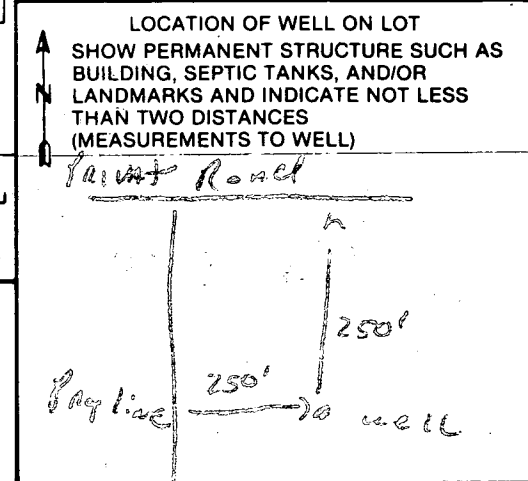 LOCATION OF WELL ON LOT
SHOW PERMANENT STRUCTURE SUCH AS
BUILDING, SEPTIC TANKS, AND/OR
LANDMARKS AND INDICATE NOT LESS
THAN TWO DISTANCES
(MEASUREMENTS TO WELL)
N
Road
250'
250'
line
well